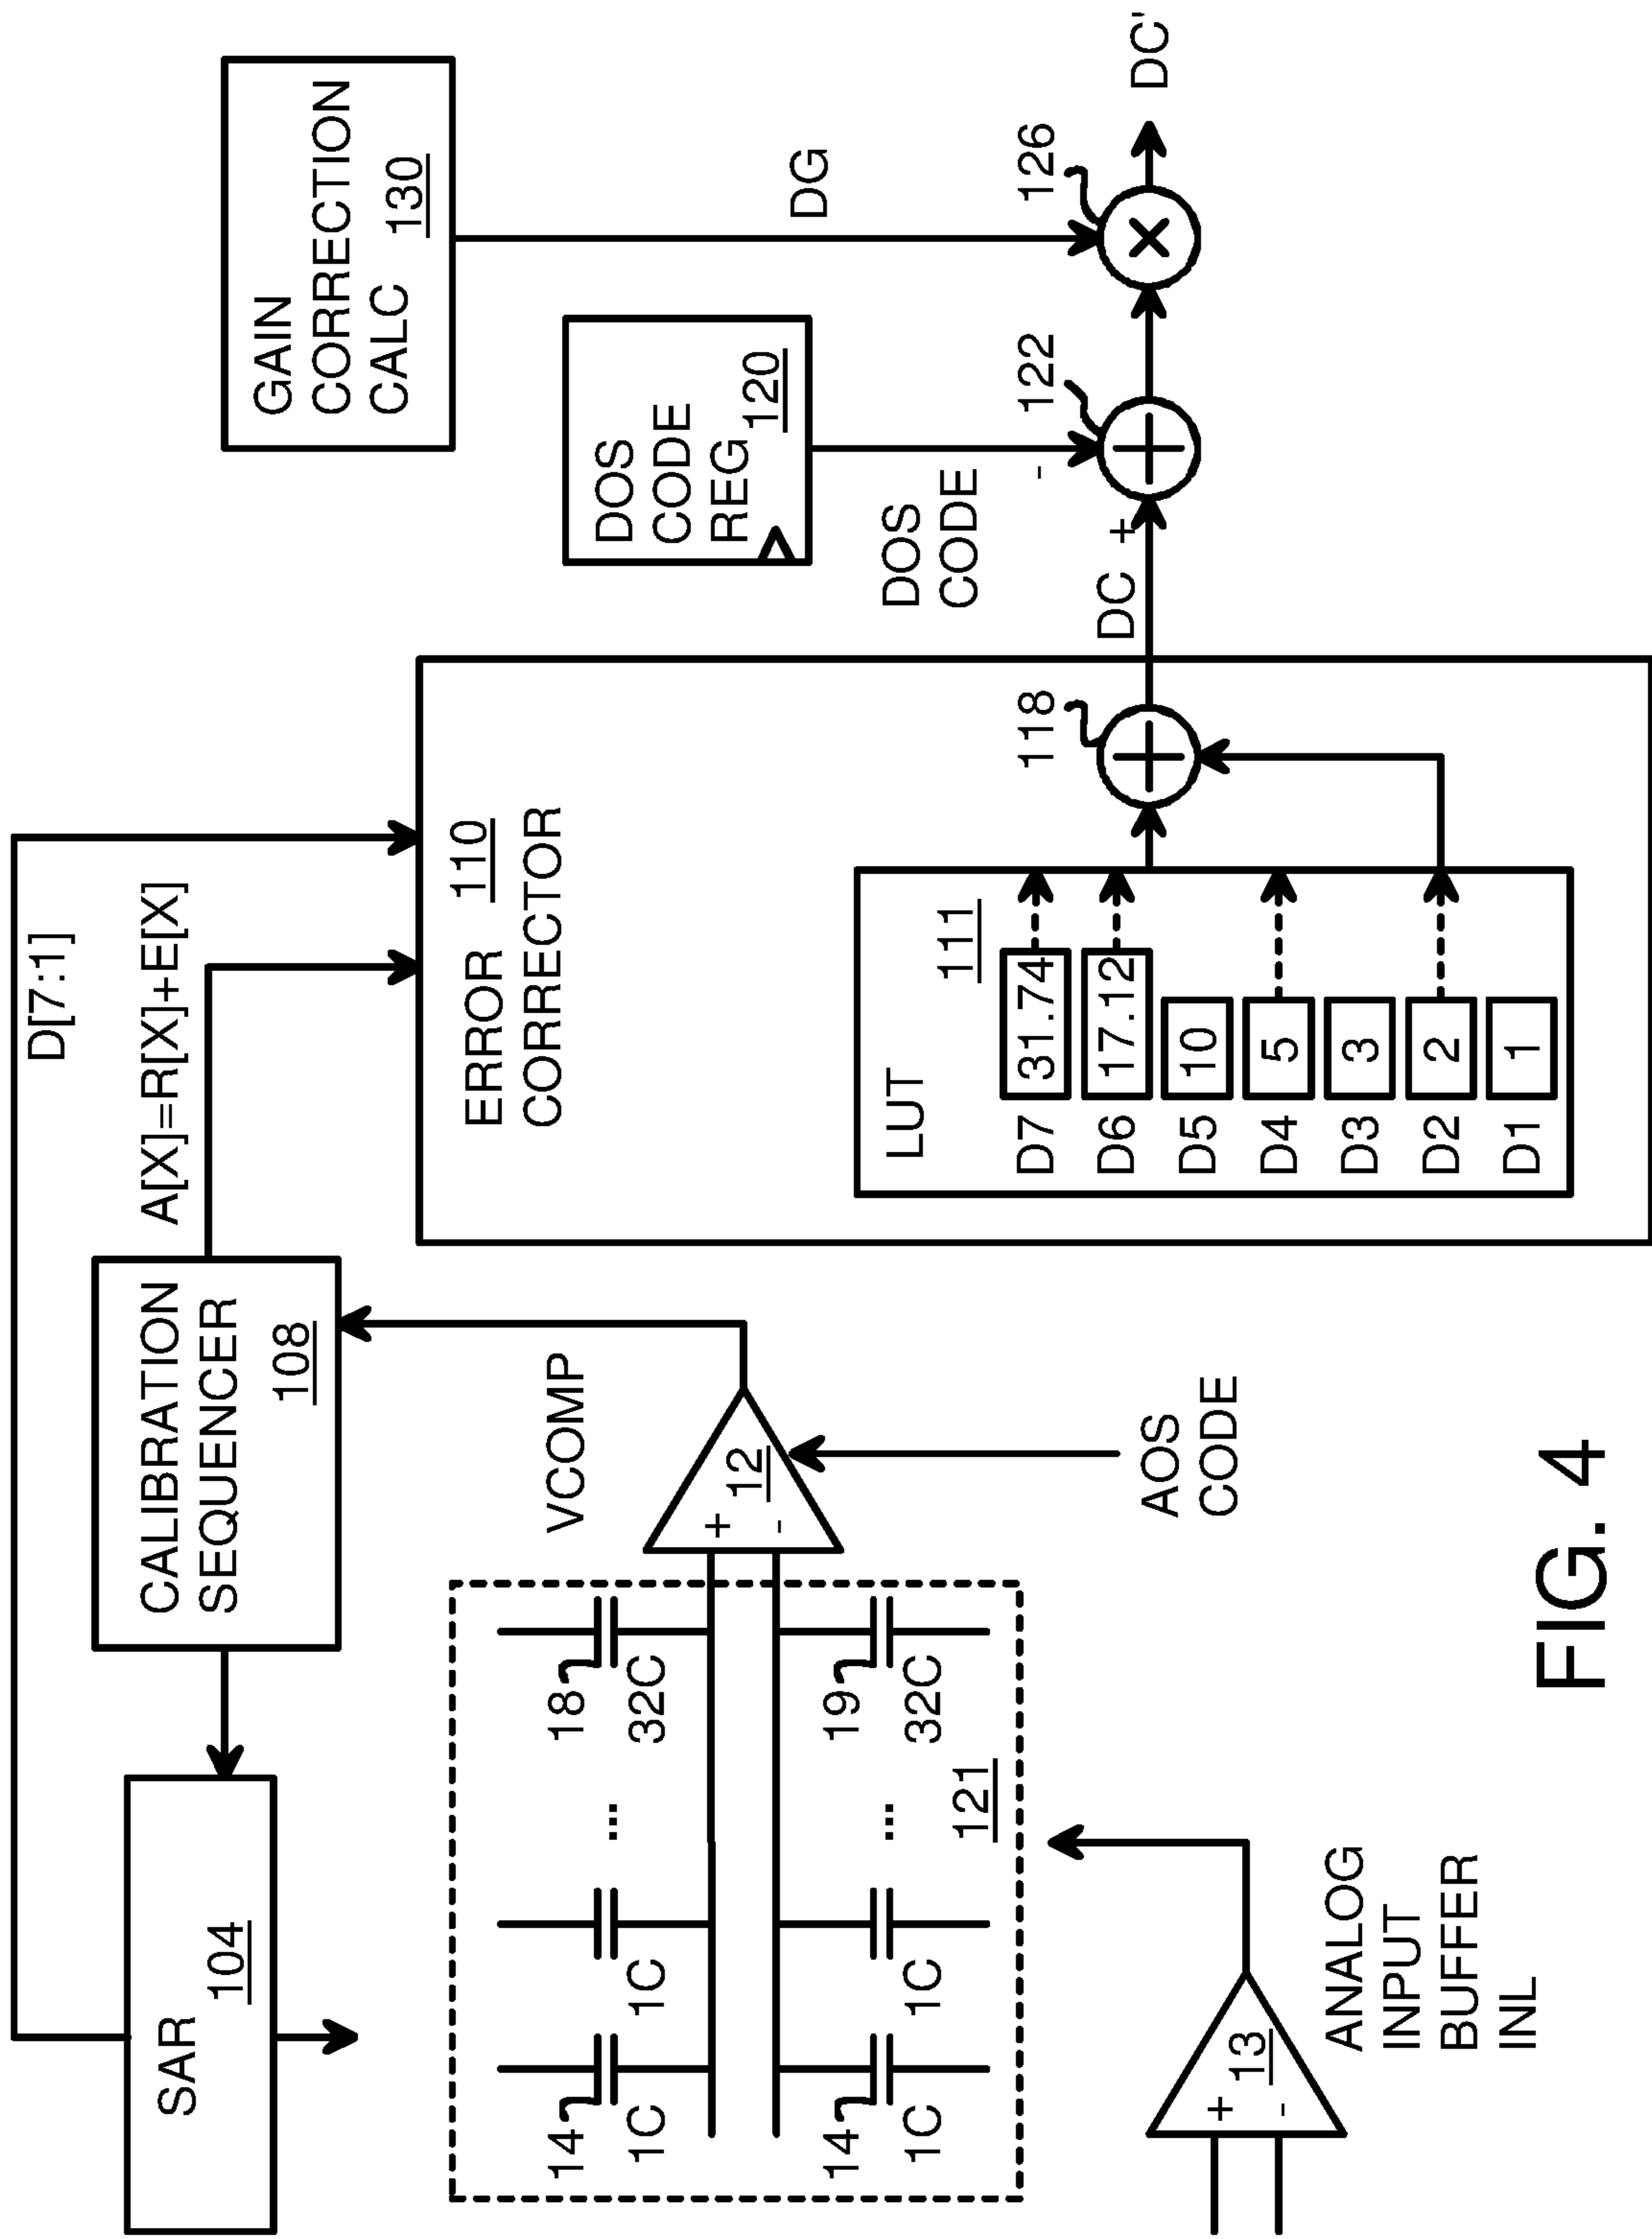 SAR
104
CALIBRATION
SEQUENCER
108
D[7:1]
A[X]=R[X]+E[X]
GAIN
CORRECTION
CALC
130
ERROR
CORRECTOR
110
DOS
CODE
REG
120
DG
DOS
CODE
VCOMP
+
-
12
AOS
CODE
14
1C
1C
...
18
32C
14
1C
1C
...
19
32C
121
+
-
13
ANALOG
INPUT
BUFFER
INL
LUT
111
D7
31.74
D6
17.12
D5
10
D4
5
D3
3
D2
2
D1
1
118
DC
+
-
122
126
×
DC'
FIG. 4